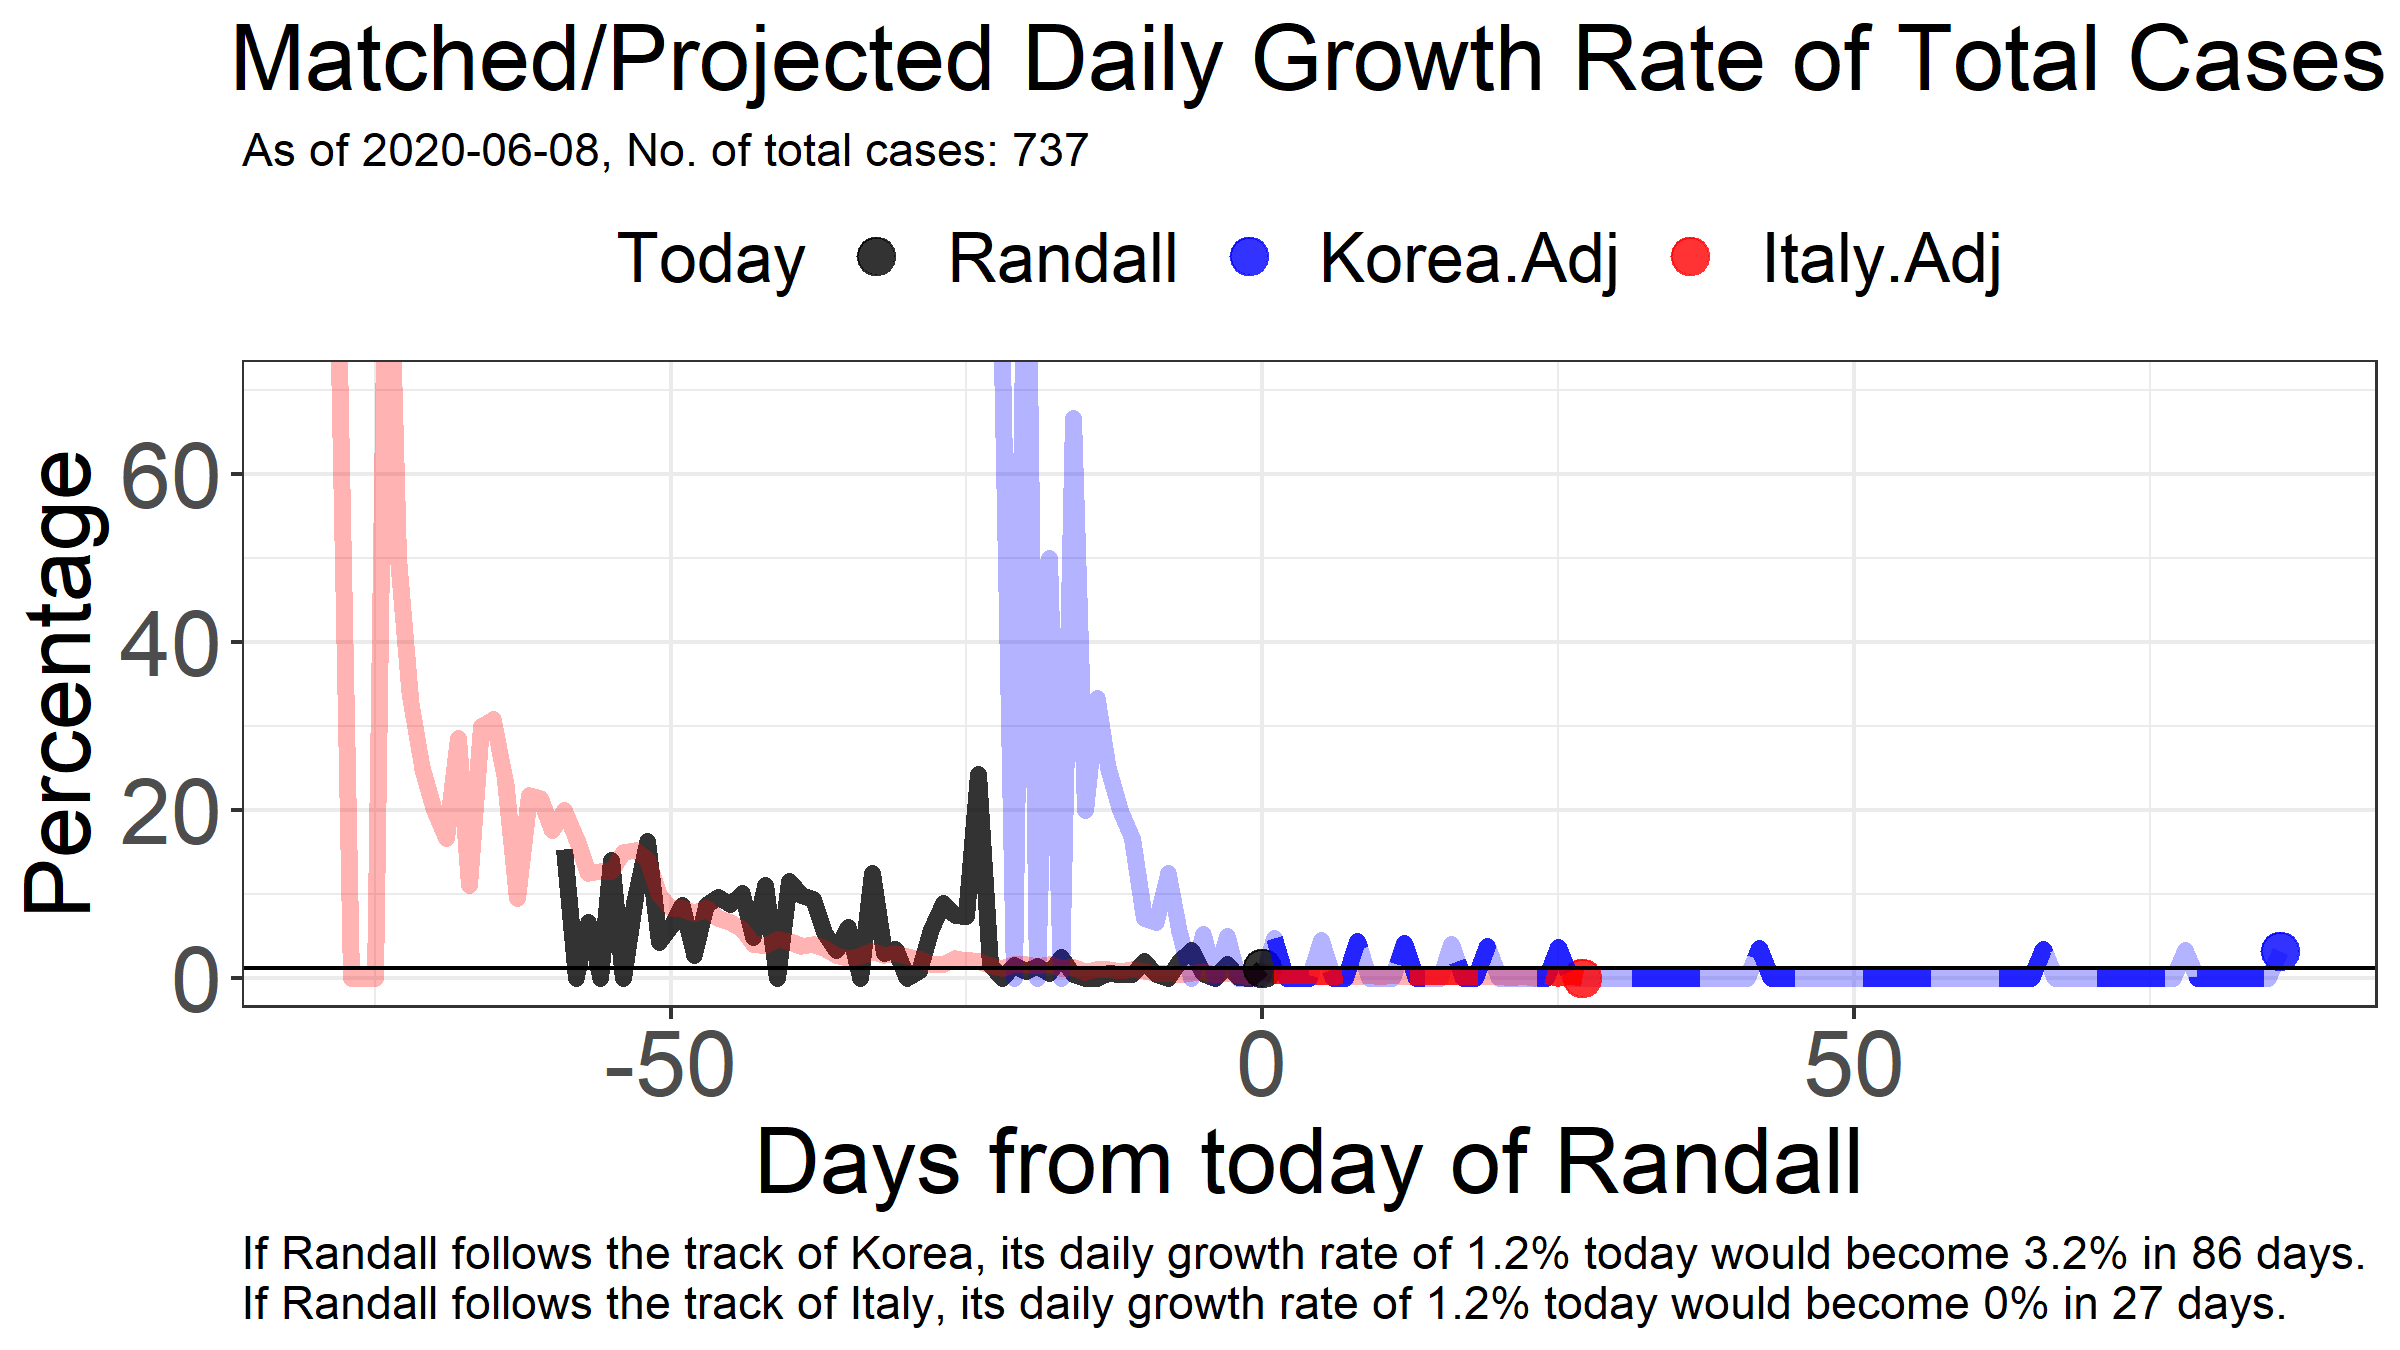 Matched/Projected Daily Growth Rate of Total Cases
As of 2020-06-08, No. of total cases: 737
Today Randall Korea.Adj Italy.Adj
Percentage
60
40
20
0
-50 0 50
Days from today of Randall
If Randall follows the track of Korea, its daily growth rate of 1.2% today would become 3.2% in 86 days.
If Randall follows the track of Italy, its daily growth rate of 1.2% today would become 0% in 27 days.